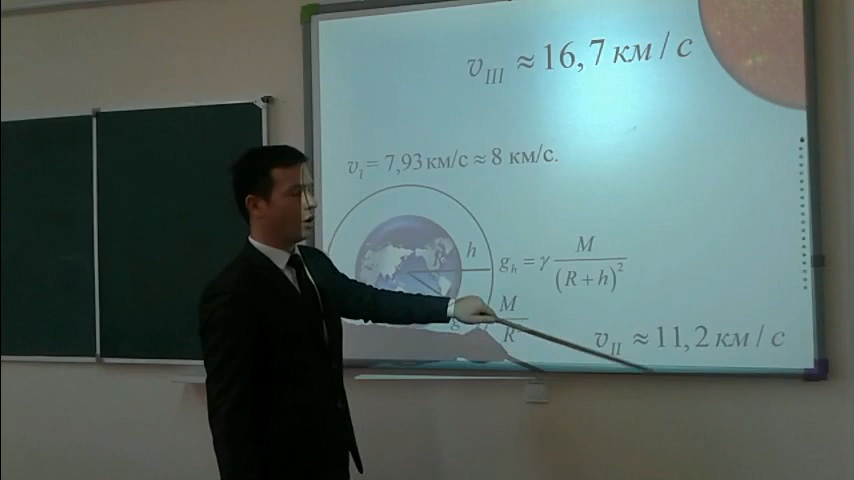 v_III ≈ 16,7 км / с
v_I = 7,93 км/с ≈ 8 км/с.
R
h
g_h = γ M / (R + h)^2
M
R
v_II ≈ 11,2 км / с